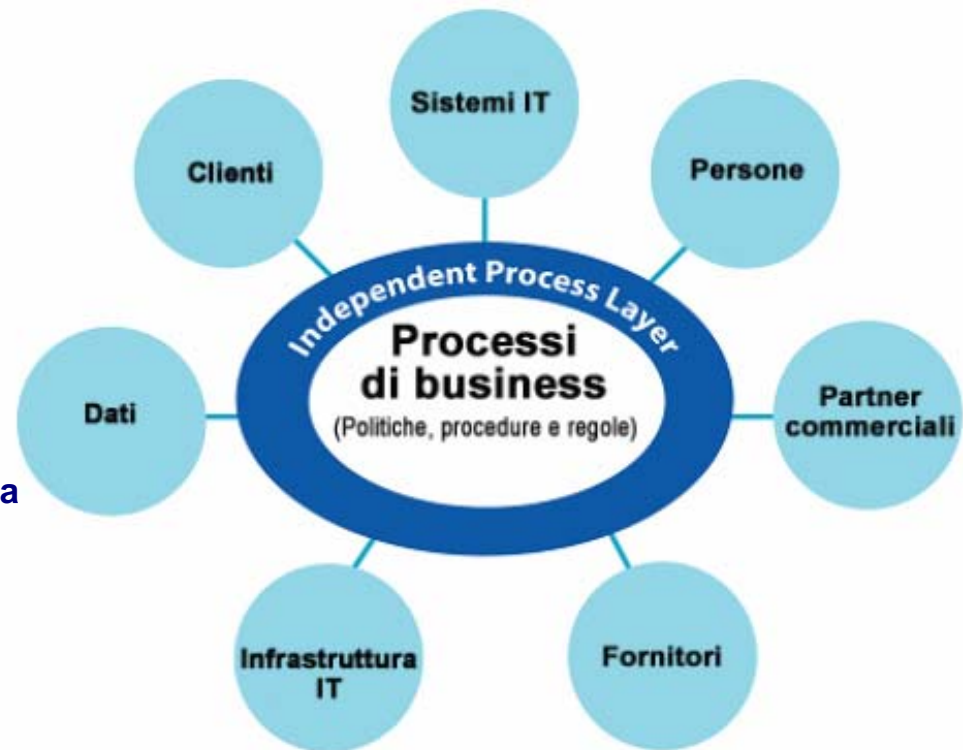 Sistemi IT
Clienti
Persone
Independent Process Layer
Processi
di business
(Politiche, procedure e regole)
Dati
Partner
commerciali
a
Infrastruttura
IT
Fornitori